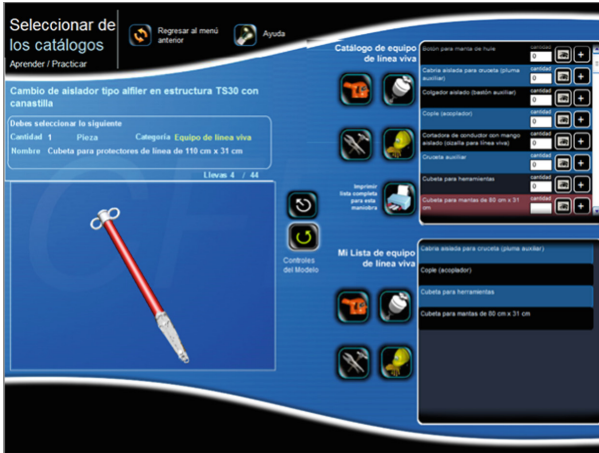 Seleccionar de
los catálogos
Aprender / Practicar
Regresar al menú
anterior
Ayuda
Cambio de aislador tipo alfiler en estructura TS30 con
canastilla
Debes seleccionar lo siguiente
Cantidad 1 Pieza Categoría Equipo de línea viva
Nombre Cubeta para protectores de línea de 110 cm x 31 cm
Llevas 4 / 44
Controles
del Modelo
Catálogo de equipo
de línea viva
Imprimir
lista completa
para esta
maniobra
Botón para manta de hule
cantidad
0
Cabria aislada para cruceta (pluma
auxiliar)
cantidad
0
Colgador aislado (bastón auxiliar)
cantidad
0
Cople (acoplador)
cantidad
0
Cortadora de conductor con mango
aislado (cizalla para línea viva)
cantidad
0
Cruceta auxiliar
cantidad
0
Cubeta para herramientas
cantidad
0
Cubeta para mantas de 80 cm x 31
cm
cantidad
Mi Lista de equipo
de línea viva
Cabria aislada para cruceta (pluma auxiliar)
Cople (acoplador)
Cubeta para herramientas
Cubeta para mantas de 80 cm x 31 cm